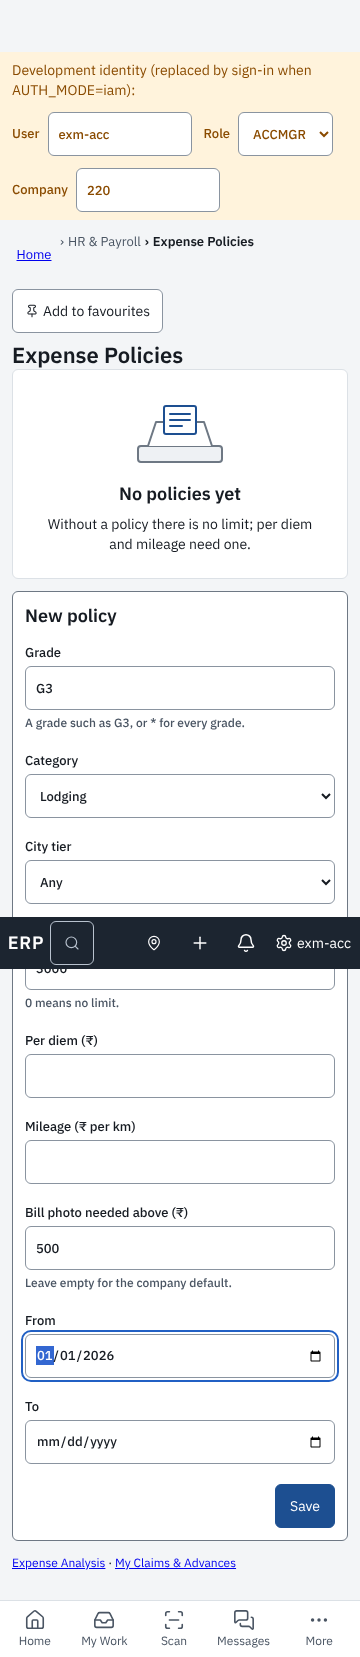 Development identity (replaced by sign-in when
AUTH_MODE=iam):
User exm-acc Role ACCMGR
Company 220
Home › HR & Payroll › Expense Policies
Add to favourites
Expense Policies
No policies yet
Without a policy there is no limit; per diem
and mileage need one.
New policy
Grade
G3
A grade such as G3, or * for every grade.
Category
Lodging
City tier
Any
ERP exm-acc
0 means no limit.
Per diem (₹)
Mileage (₹ per km)
Bill photo needed above (₹)
500
Leave empty for the company default.
From
01/01/2026
To
mm/dd/yyyy
Save
Expense Analysis · My Claims & Advances
Home My Work Scan Messages More